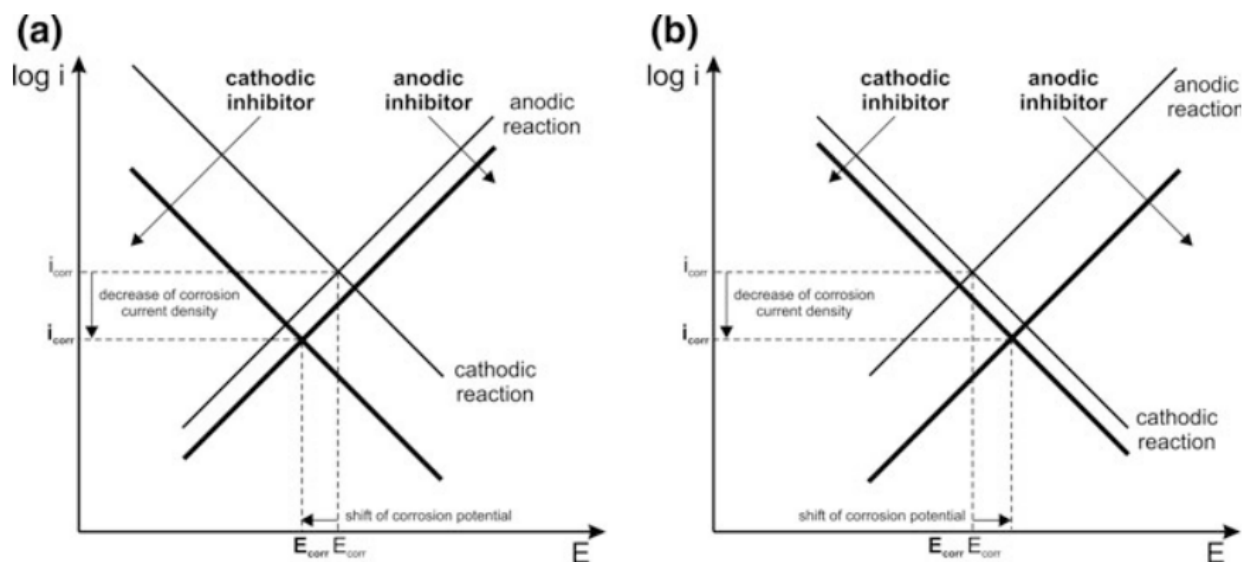 (a)
log i
cathodic
inhibitor
anodic
inhibitor
anodic
reaction
i corr
decrease of corrosion
current density
i corr
cathodic
reaction
shift of corrosion potential
E corr E corr
E
(b)
log i
cathodic
inhibitor
anodic
inhibitor
anodic
reaction
i corr
decrease of corrosion
current density
i corr
cathodic
reaction
shift of corrosion potential
E corr E corr
E